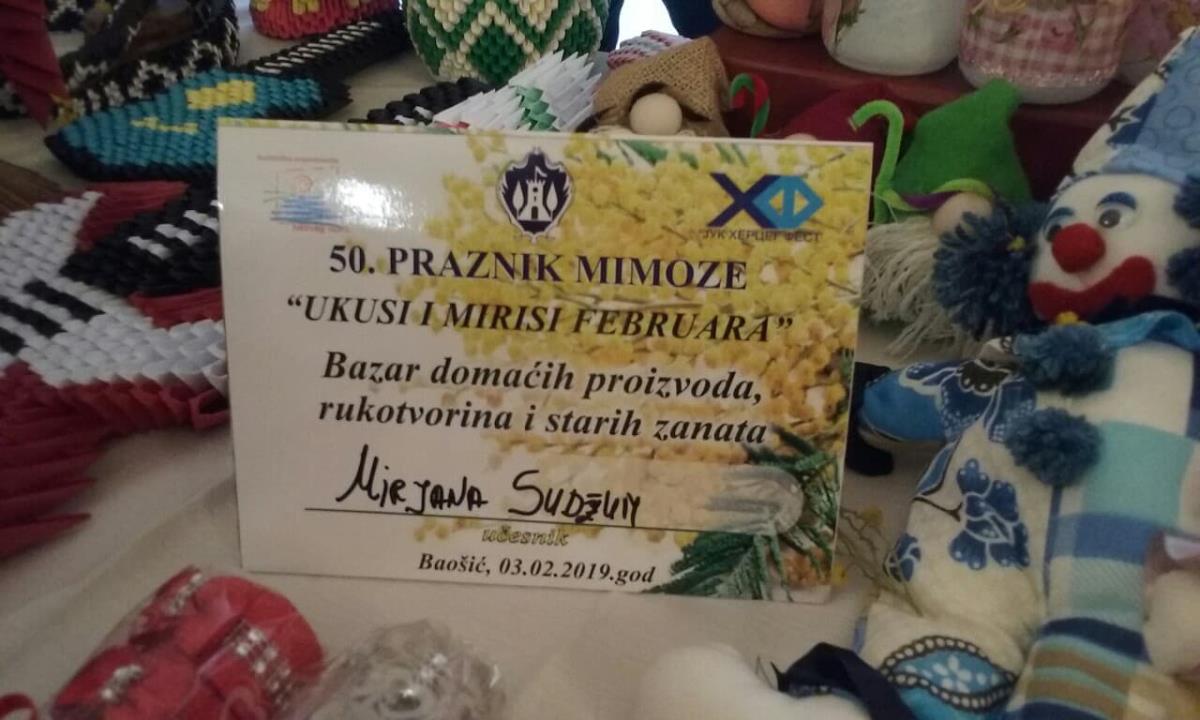 ЈУК ХЕРЦЕГ ФЕСТ
50. PRAZNIK MIMOZE
“UKUSI I MIRISI FEBRUARA”
Bazar domaćih proizvoda,
rukotvorina i starih zanata
Mirjana Sudžum
učesnik
Baošić, 03.02.2019.god